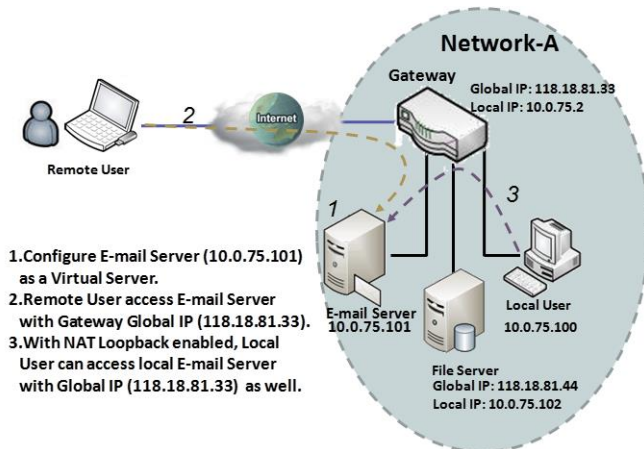 Network-A
Gateway
Global IP: 118.18.81.33
Local IP: 10.0.75.2
2
Internet
Remote User
1
3
E-mail Server
10.0.75.101
Local User
10.0.75.100
File Server
Global IP: 118.18.81.44
Local IP: 10.0.75.102
1.Configure E-mail Server (10.0.75.101)
as a Virtual Server.
2.Remote User access E-mail Server
with Gateway Global IP (118.18.81.33).
3.With NAT Loopback enabled, Local
User can access local E-mail Server
with Global IP (118.18.81.33) as well.